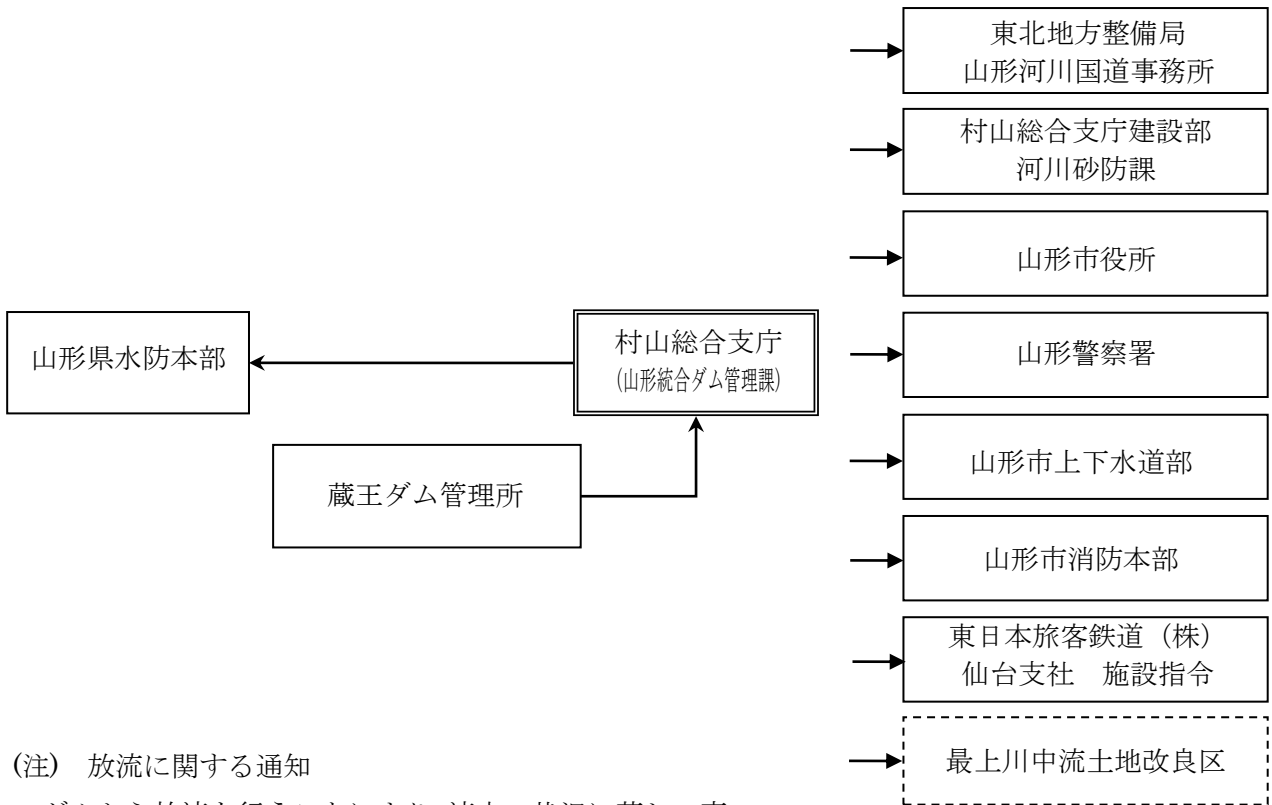 東北地方整備局
山形河川国道事務所
村山総合支庁建設部
河川砂防課
山形市役所
山形県水防本部
村山総合支庁
(山形統合ダム管理課)
山形警察署
蔵王ダム管理所
山形市上下水道部
山形市消防本部
東日本旅客鉄道（株）
仙台支社　施設指令
最上川中流土地改良区
(注)　放流に関する通知